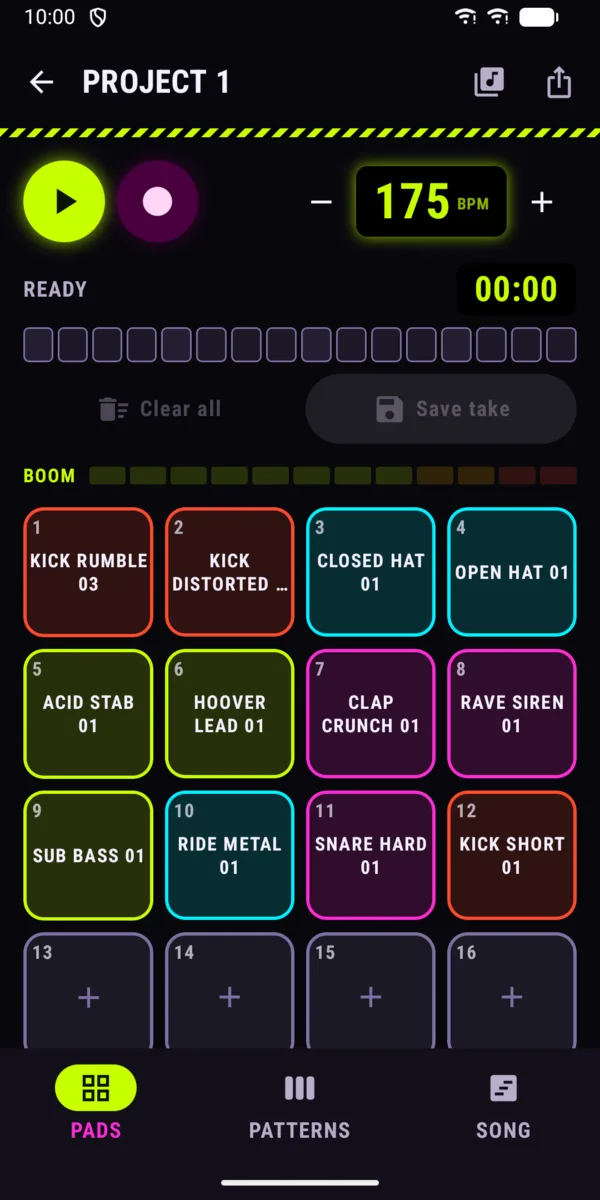 10:00
PROJECT 1
175 BPM
READY
00:00
Clear all
Save take
BOOM
1
KICK RUMBLE
03
2
KICK
DISTORTED …
3
CLOSED HAT
01
4
OPEN HAT 01
5
ACID STAB
01
6
HOOVER
LEAD 01
7
CLAP
CRUNCH 01
8
RAVE SIREN
01
9
SUB BASS 01
10
RIDE METAL
01
11
SNARE HARD
01
12
KICK SHORT
01
13
14
15
16
PADS
PATTERNS
SONG